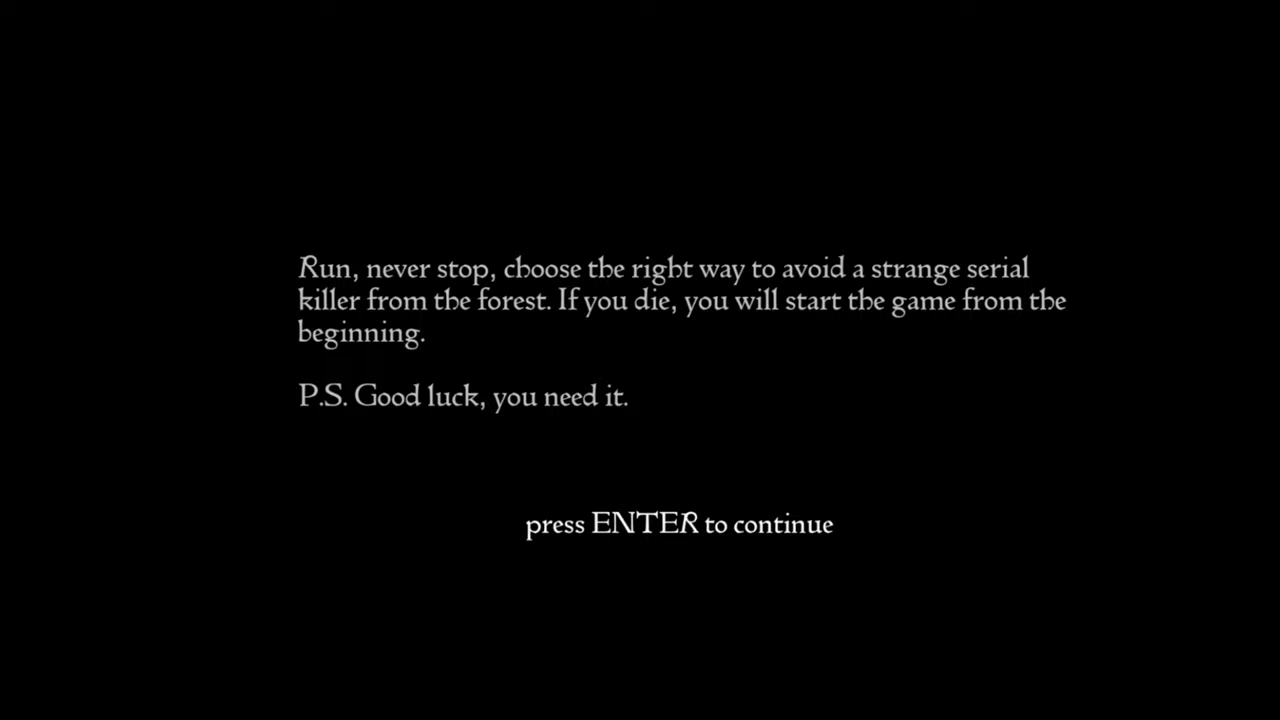 Run, never stop, choose the right way to avoid a strange serial
killer from the forest. If you die, you will start the game from the
beginning.
P.S. Good luck, you need it.
press ENTER to continue